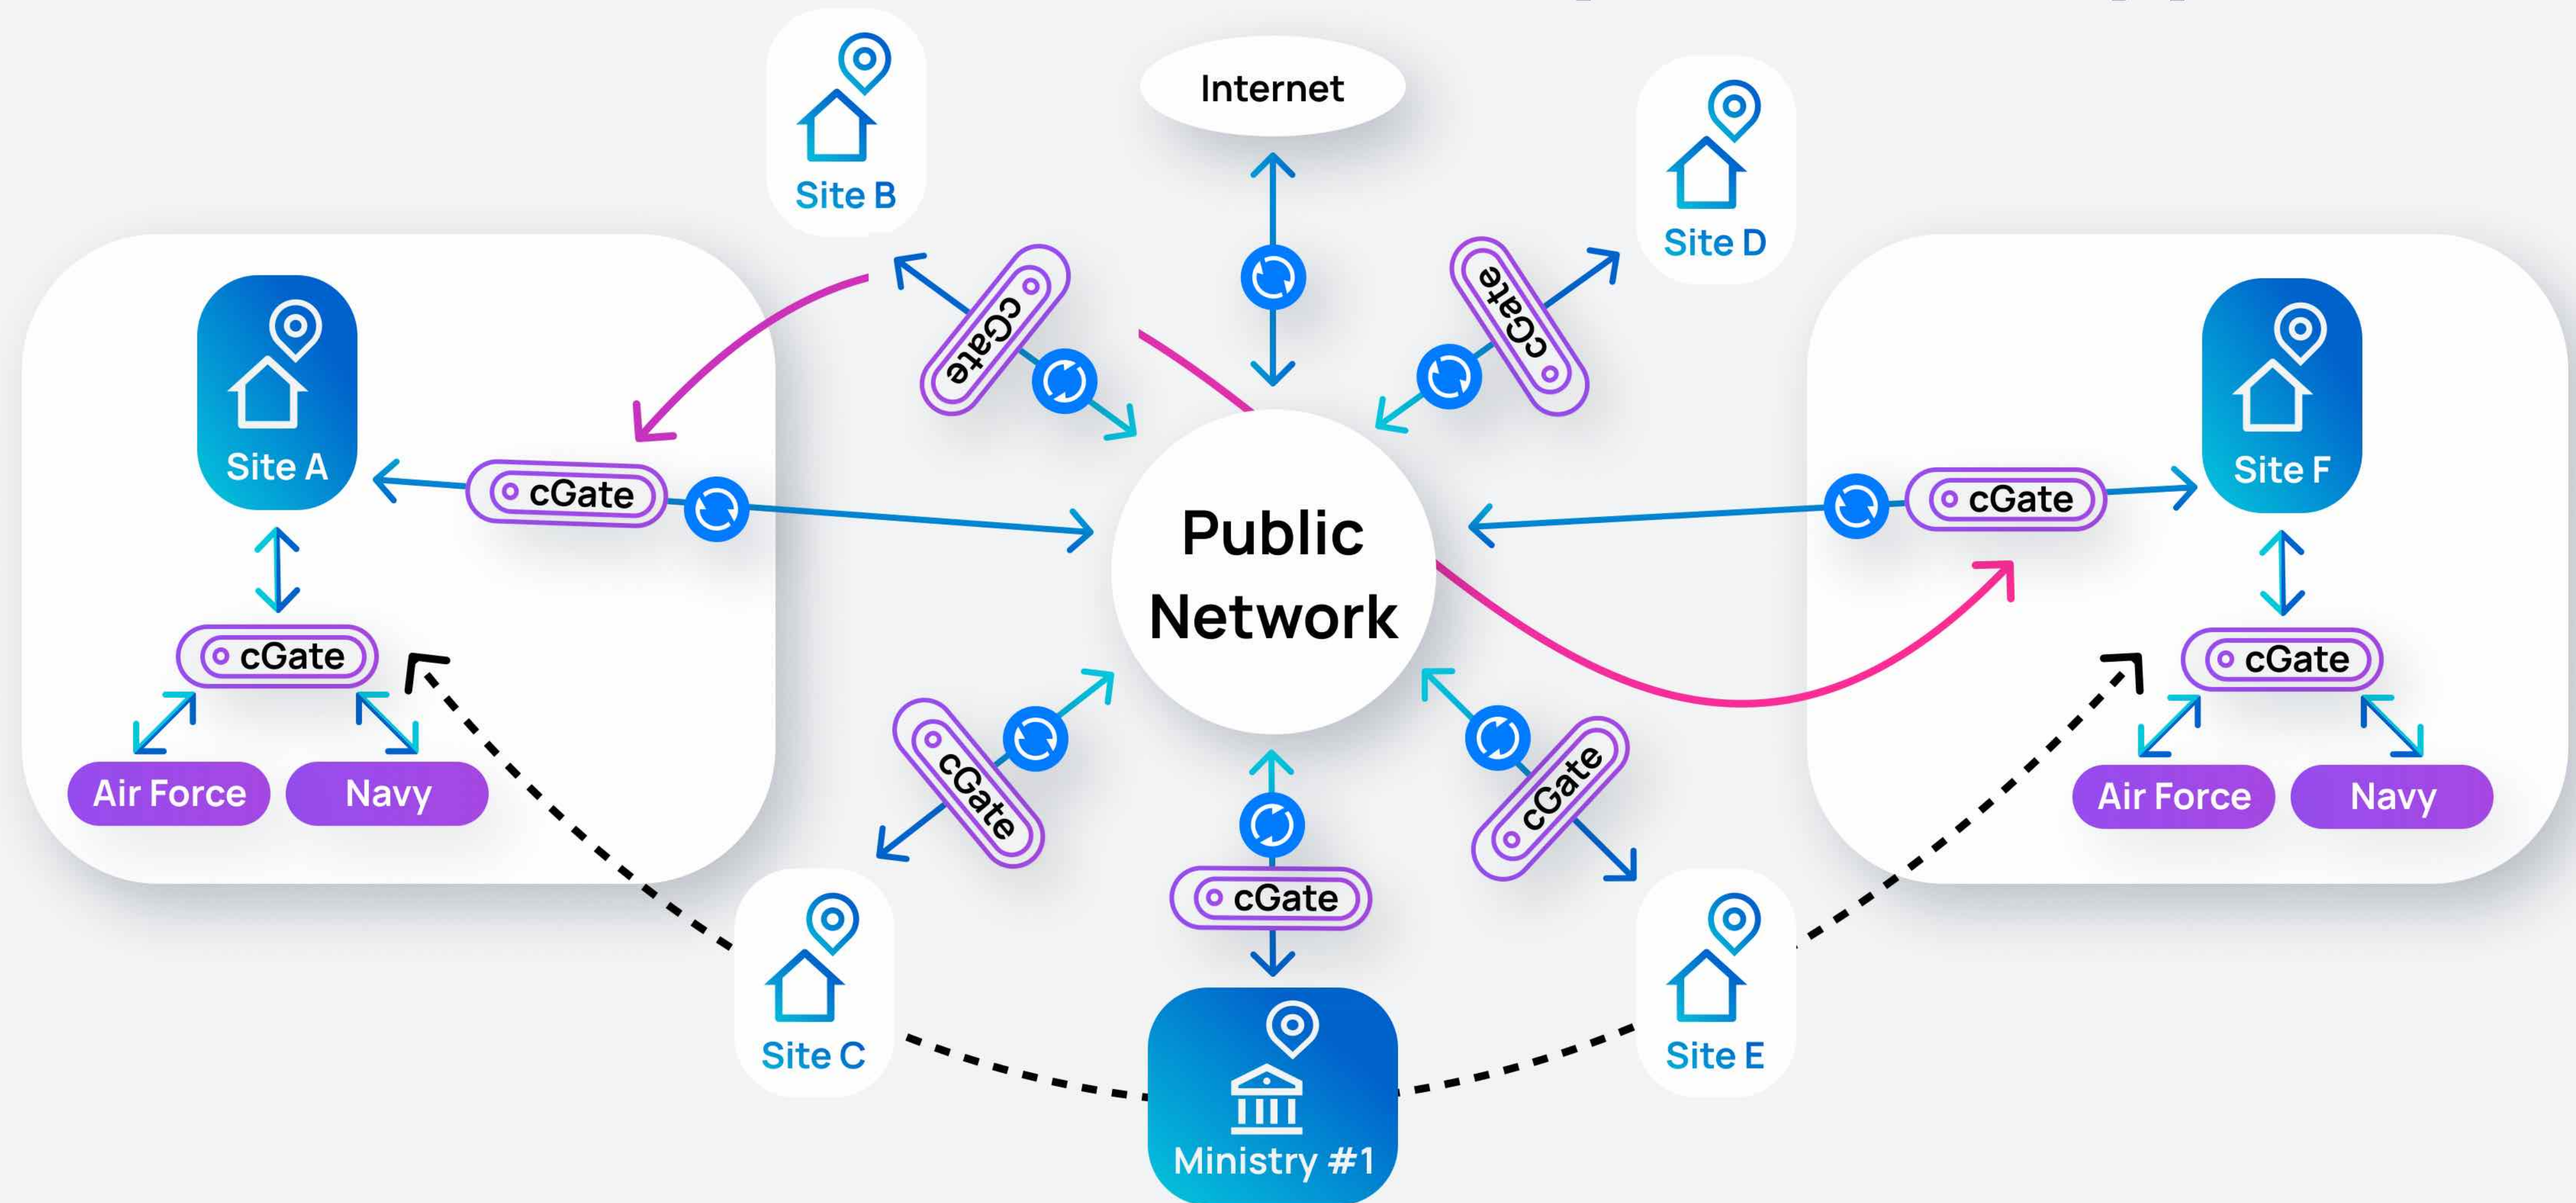 Internet
Site B
Site D
cGate
cGate
Site A
cGate
Public
Network
cGate
Site F
cGate
Air Force
Navy
cGate
Air Force
Navy
cGate
cGate
cGate
Site C
Site E
Ministry #1